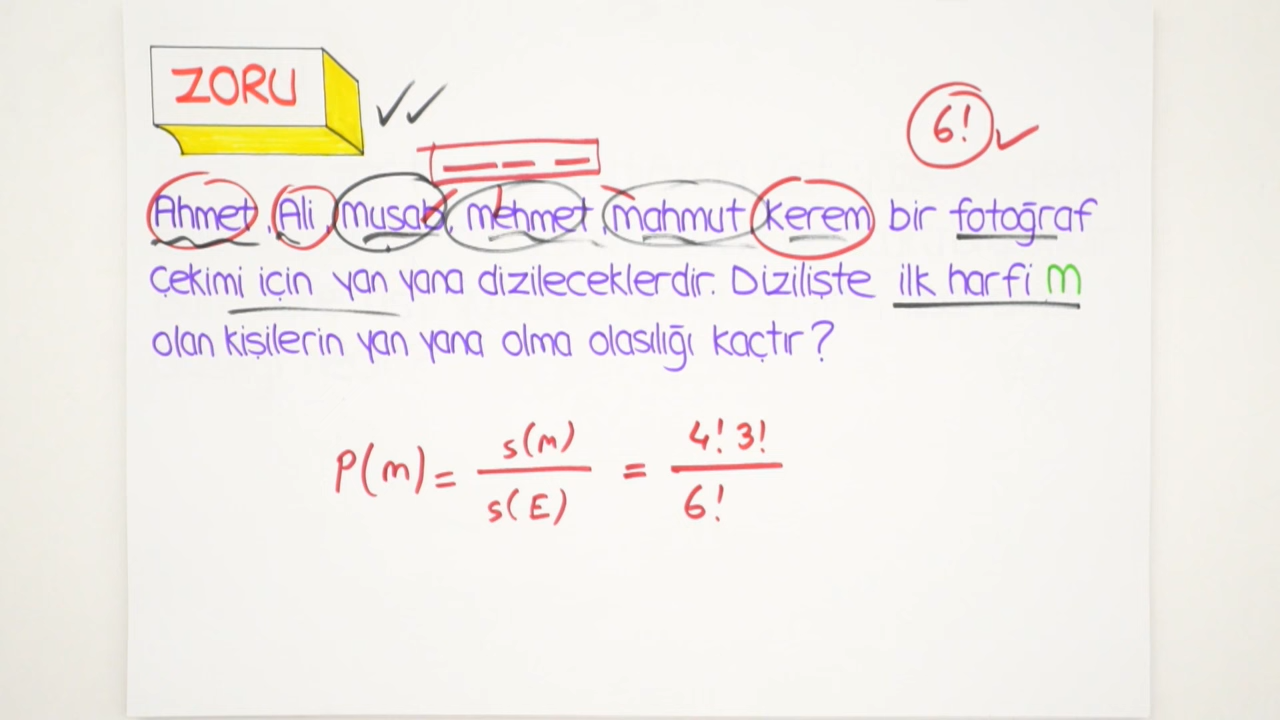 ZORU
6!
Ahmet, Ali, musab, mehmet, mahmut kerem bir fotoğraf
çekimi için yan yana dizileceklerdir. Dizilişte ilk harfi m
olan kişilerin yan yana olma olasılığı kaçtır?
P(m) = s(m) / s(E) = 4! 3! / 6!